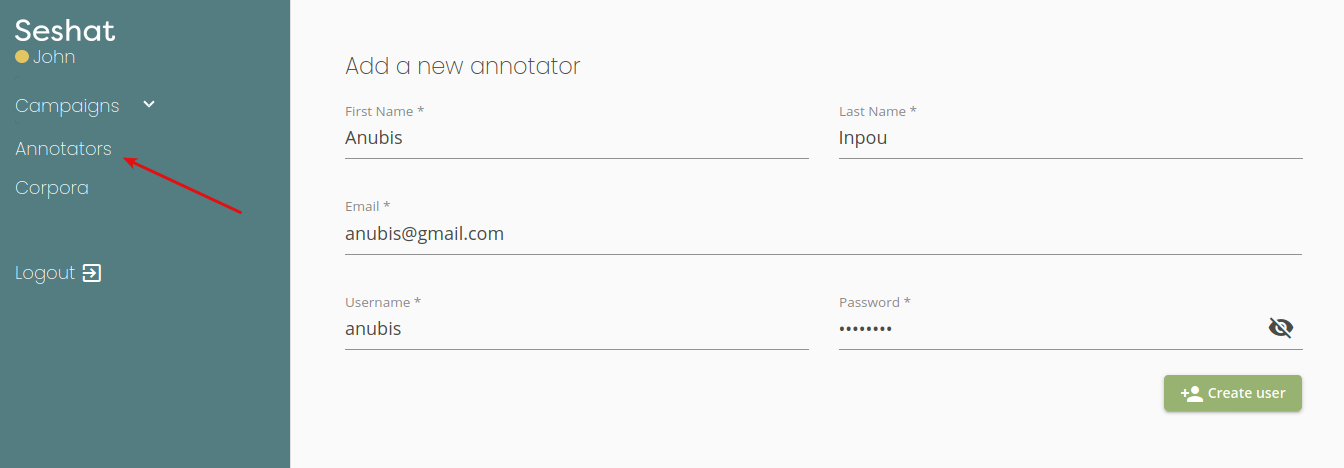 Seshat
John
Campaigns
Annotators
Corpora
Logout
Add a new annotator
First Name * Last Name *
Anubis Inpou
Email *
anubis@gmail.com
Username * Password *
anubis ••••••••
Create user